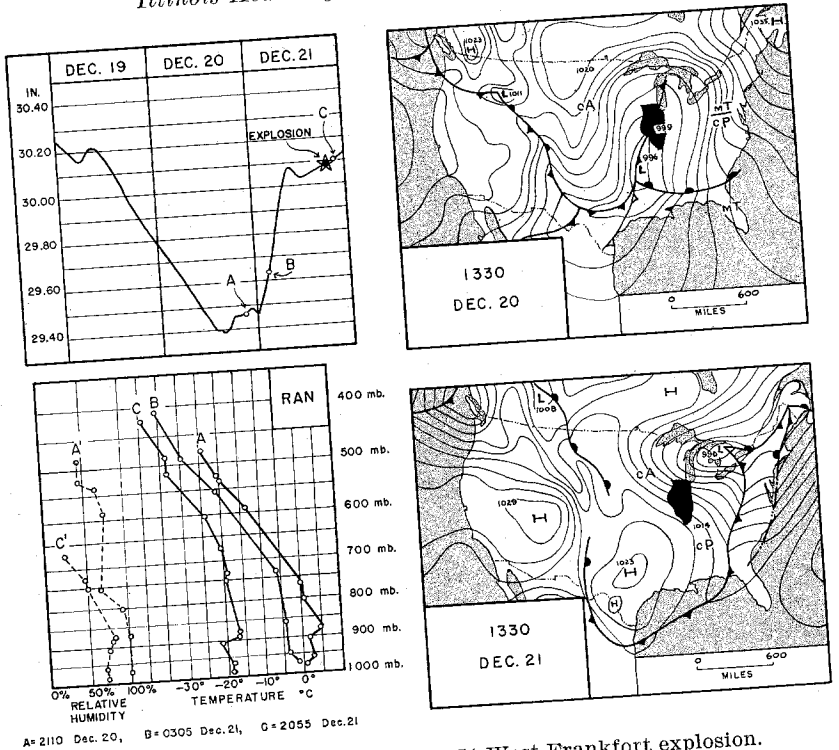 DEC. 19 DEC. 20 DEC. 21
IN.
30.40
30.20
30.00
29.80
29.60
29.40
EXPLOSION
C
A
B
1023
H
1020
1035 H
L 1011
cA
MT
CP
999
996
L
MT
1330
DEC. 20
0 600
MILES
RAN
C B
A
A'
C'
400 mb.
500 mb.
600 mb.
700 mb.
800 mb.
900 mb.
1000 mb.
0% 50% 100% -30° -20° -10° 0°
RELATIVE
HUMIDITY
TEMPERATURE °C
A= 2110 Dec. 20, B= 0305 Dec. 21, C= 2055 Dec. 21
L
1008
H
996 L
cA
1029
H
1014
cP
1025
H
H
1330
DEC. 21
0 600
MILES
West Frankfort explosion.